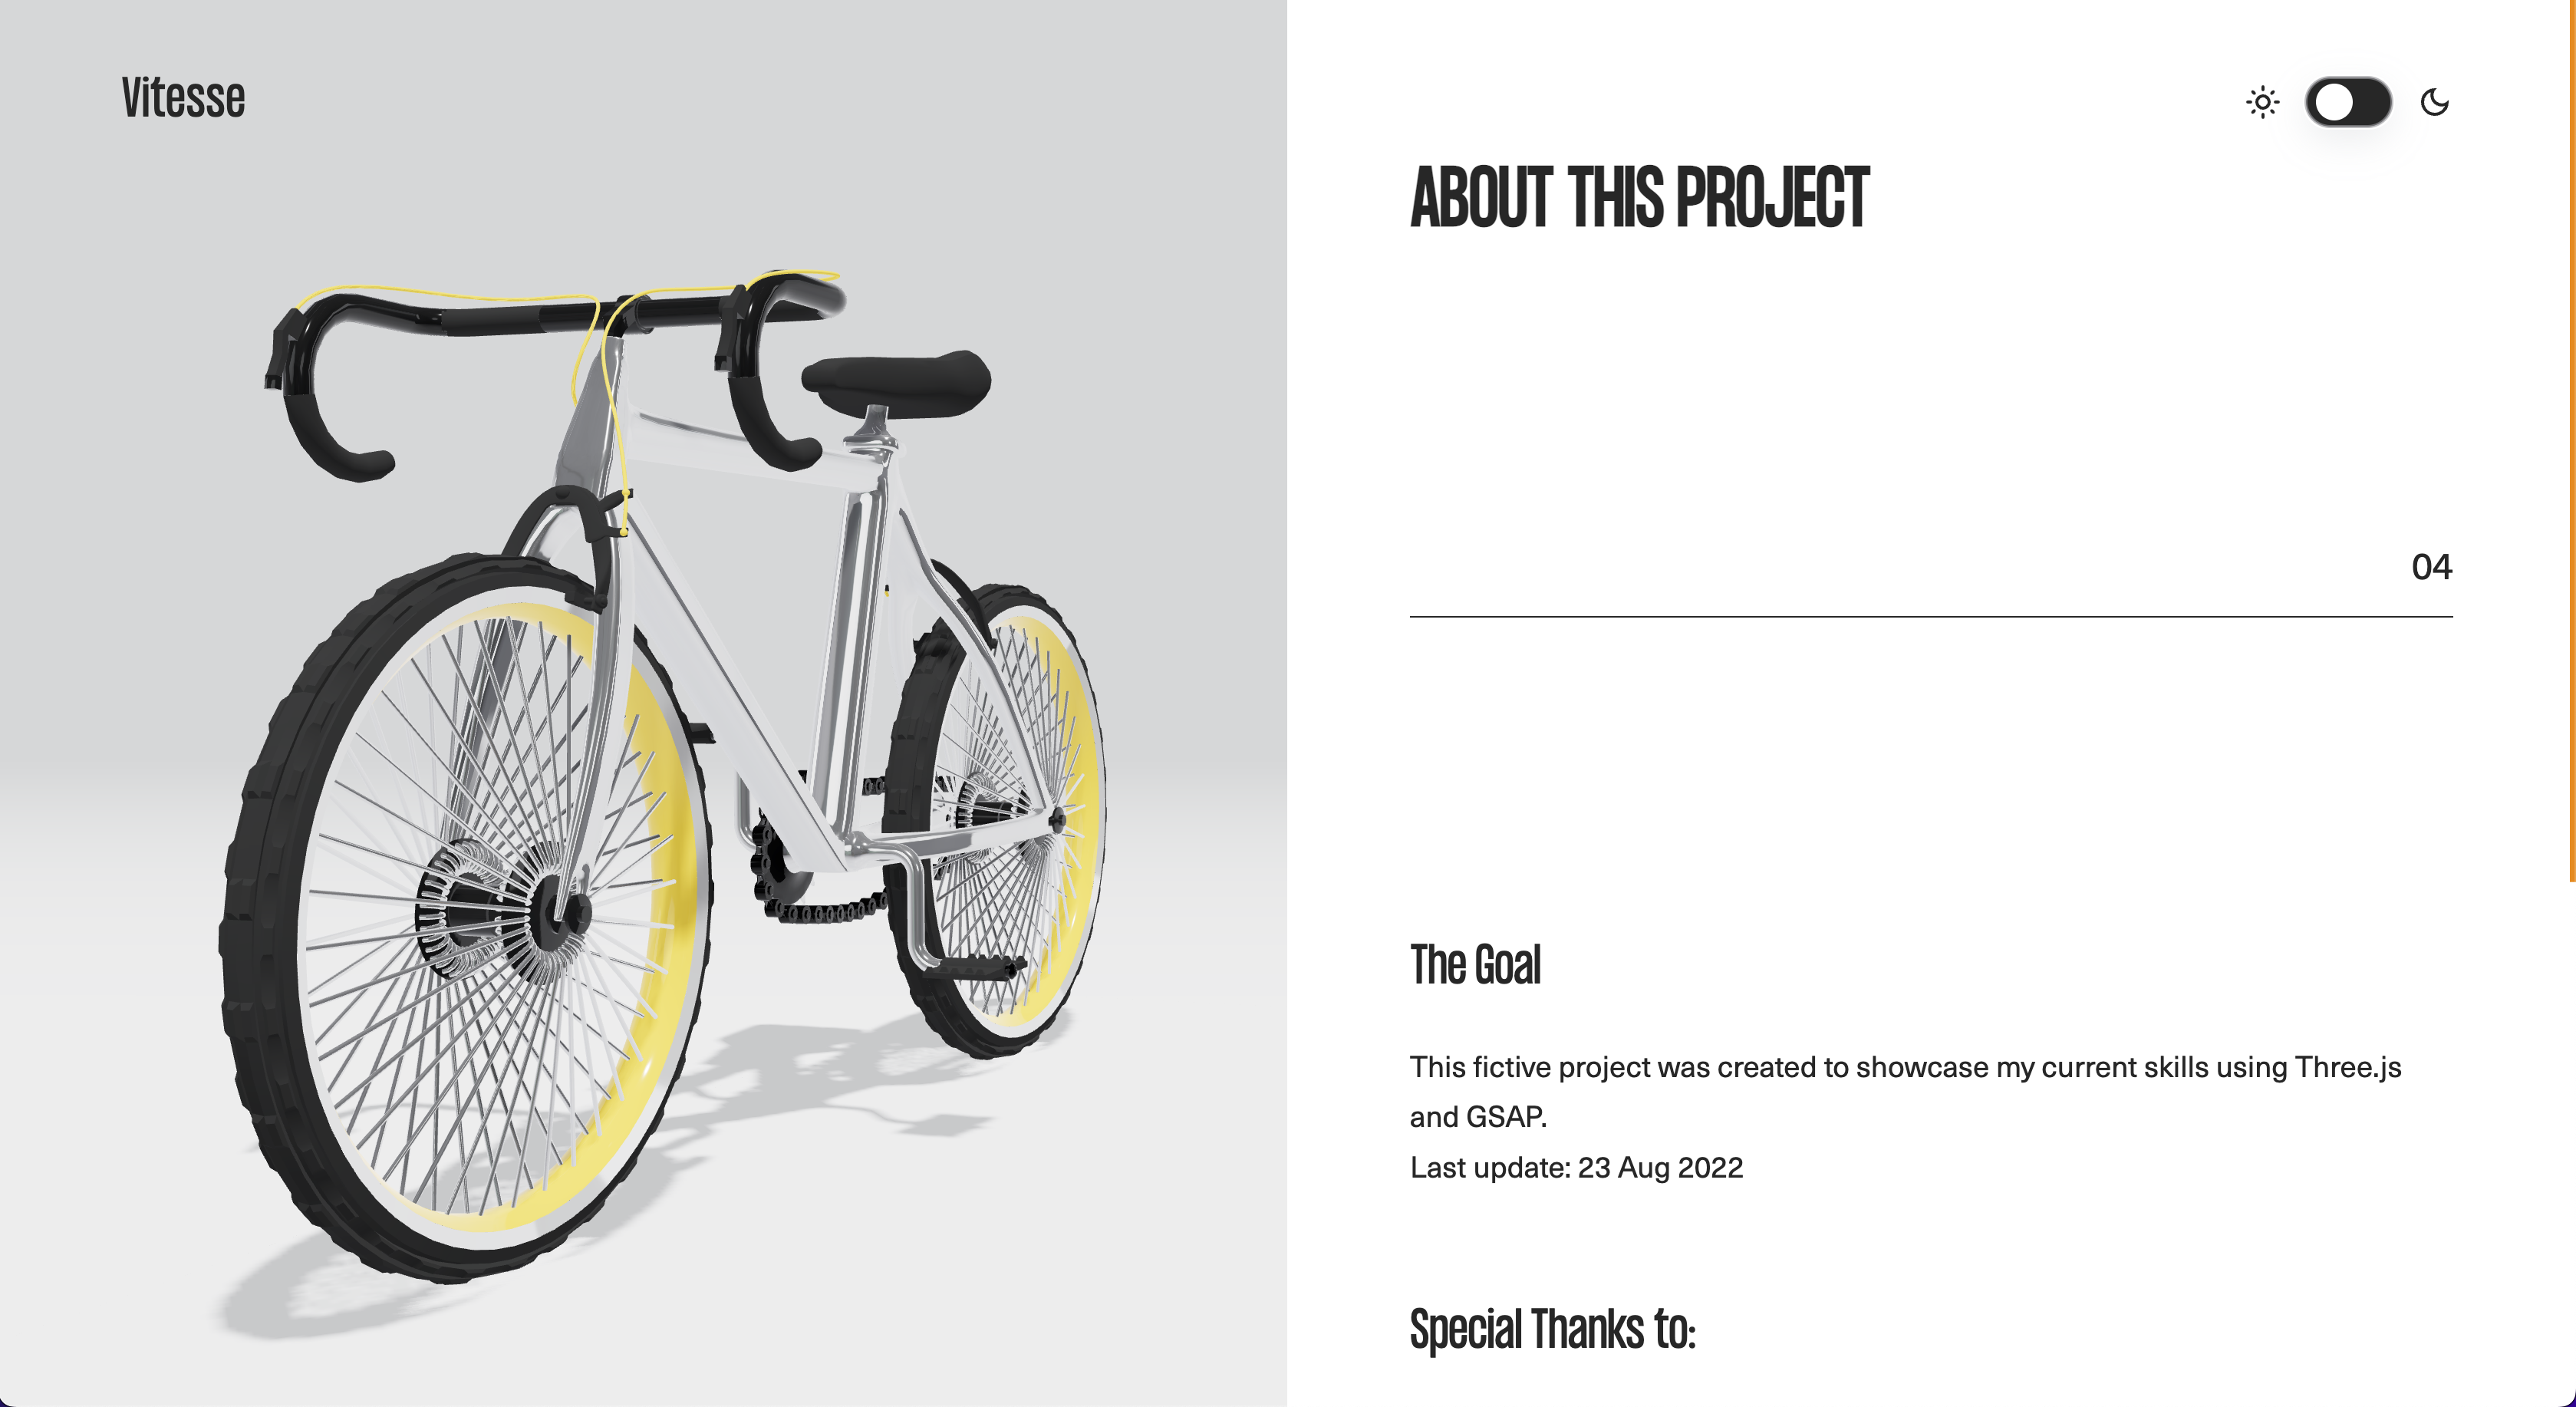 Vitesse
ABOUT THIS PROJECT
04
The Goal
This fictive project was created to showcase my current skills using Three.js
and GSAP.
Last update: 23 Aug 2022
Special Thanks to: